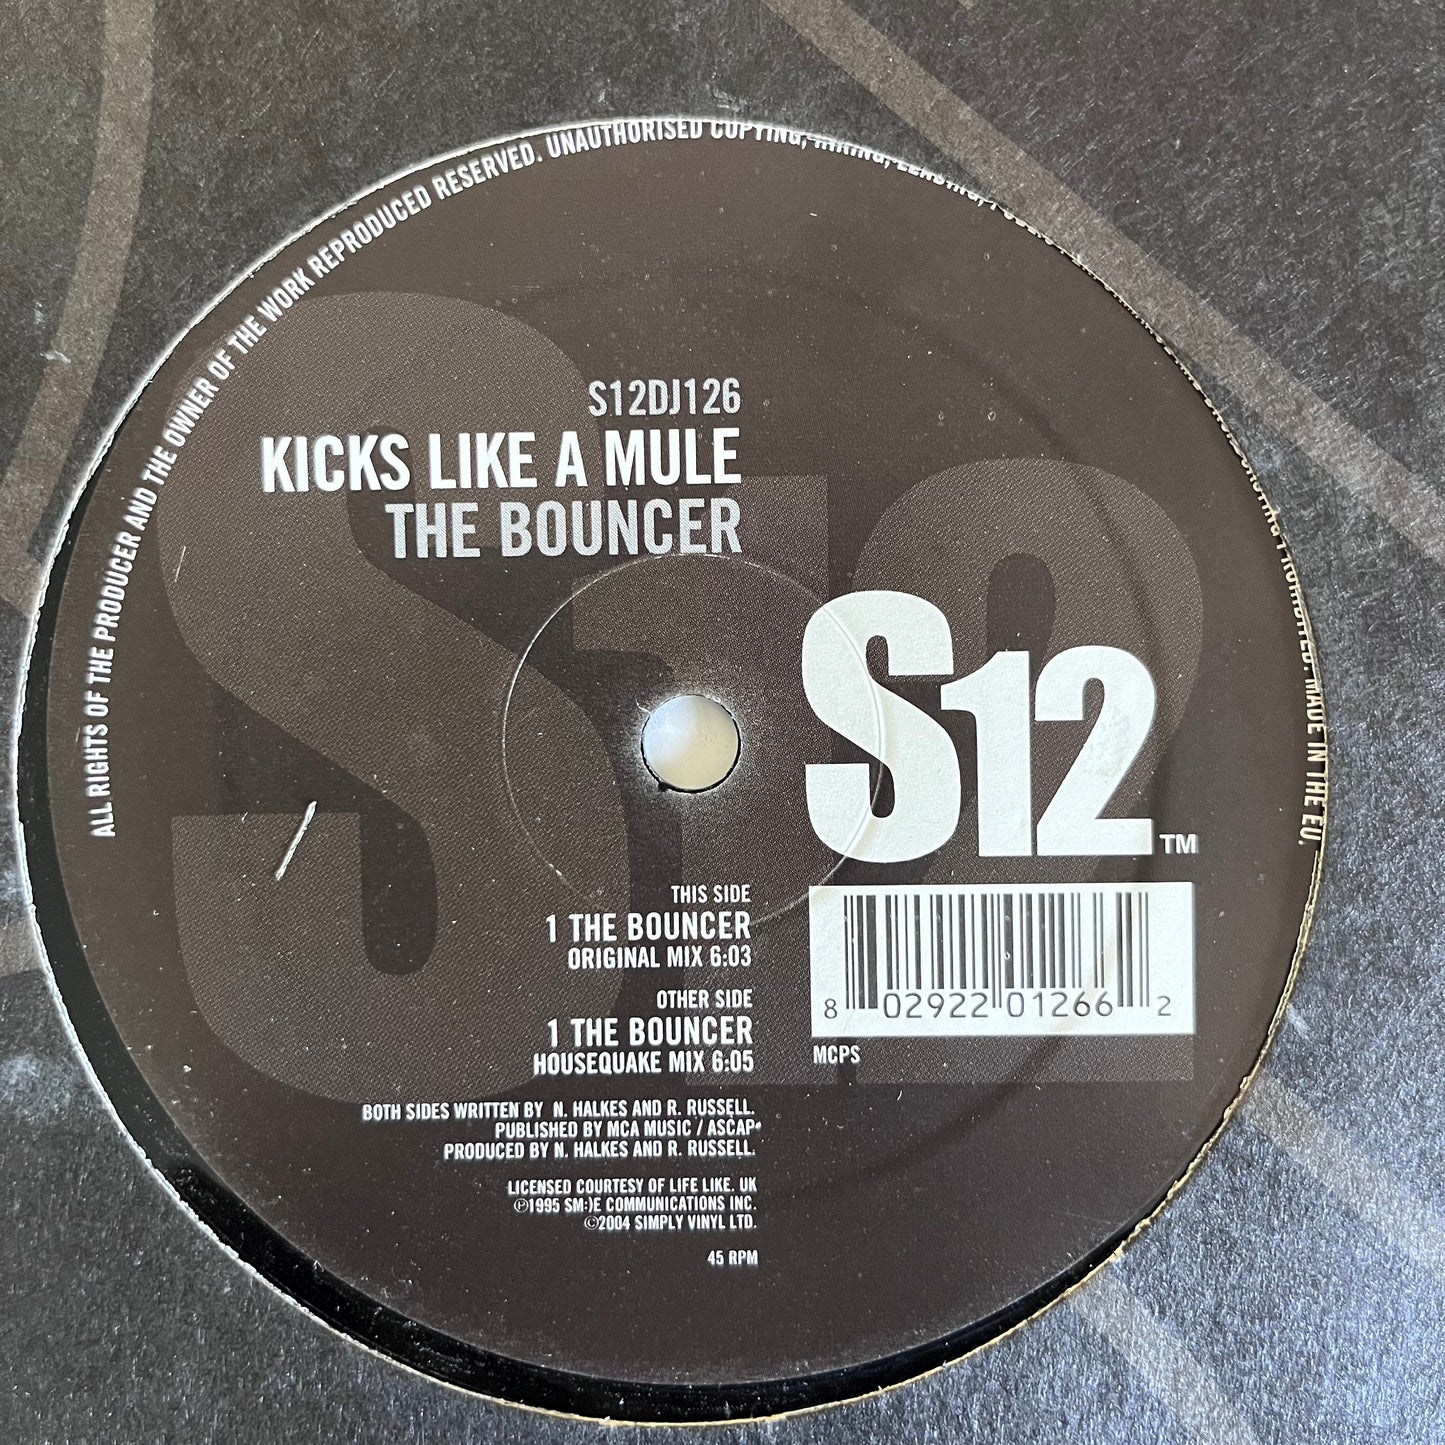 ALL RIGHTS OF THE PRODUCER AND THE OWNER OF THE WORK REPRODUCED RESERVED. UNAUTHORISED COPYING, HIRING, LENDING, PROHIBITED. MADE IN THE EU.
S12DJ126
KICKS LIKE A MULE
THE BOUNCER
S12™
THIS SIDE
1 THE BOUNCER
ORIGINAL MIX 6:03
OTHER SIDE
1 THE BOUNCER
HOUSEQUAKE MIX 6:05
8 02922 01266 2
MCPS
BOTH SIDES WRITTEN BY N. HALKES AND R. RUSSELL.
PUBLISHED BY MCA MUSIC / ASCAP.
PRODUCED BY N. HALKES AND R. RUSSELL.
LICENSED COURTESY OF LIFE LIKE. UK
℗1995 SM:)E COMMUNICATIONS INC.
©2004 SIMPLY VINYL LTD.
45 RPM
S12